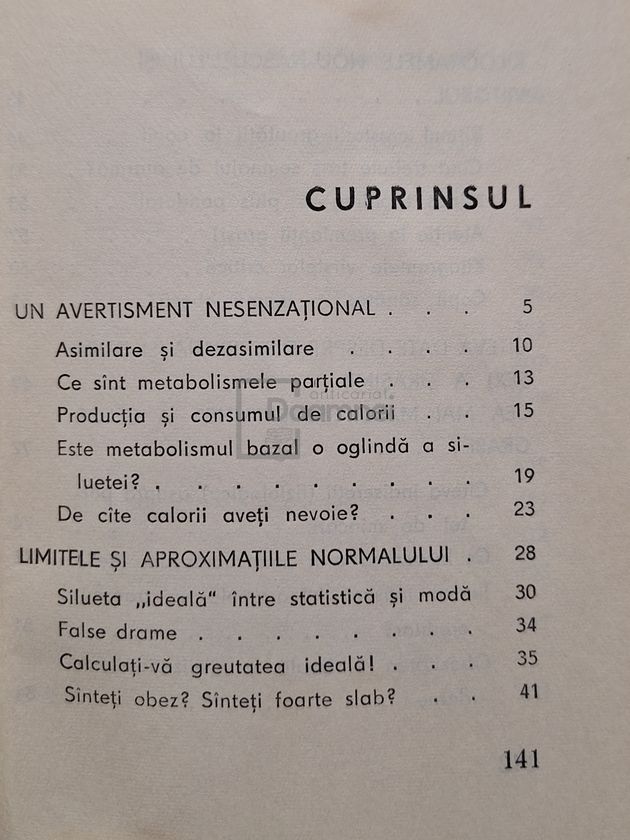 CUPRINSUL
UN AVERTISMENT NESENZAȚIONAL . . . 5
Asimilare și dezasimilare . . . . 10
Ce sînt metabolismele parțiale . . . 13
Producția și consumul de calorii . . 15
Este metabolismul bazal o oglindă a si-
luetei? . . . . . . . . . . 19
De cîte calorii aveți nevoie? . . . 23
LIMITELE ȘI APROXIMAȚIILE NORMALULUI . 28
Silueta „ideală“ între statistică și modă 30
False drame . . . . . . . . 34
Calculați-vă greutatea ideală! . . . 35
Sînteți obez? Sînteți foarte slab? . . 41
141